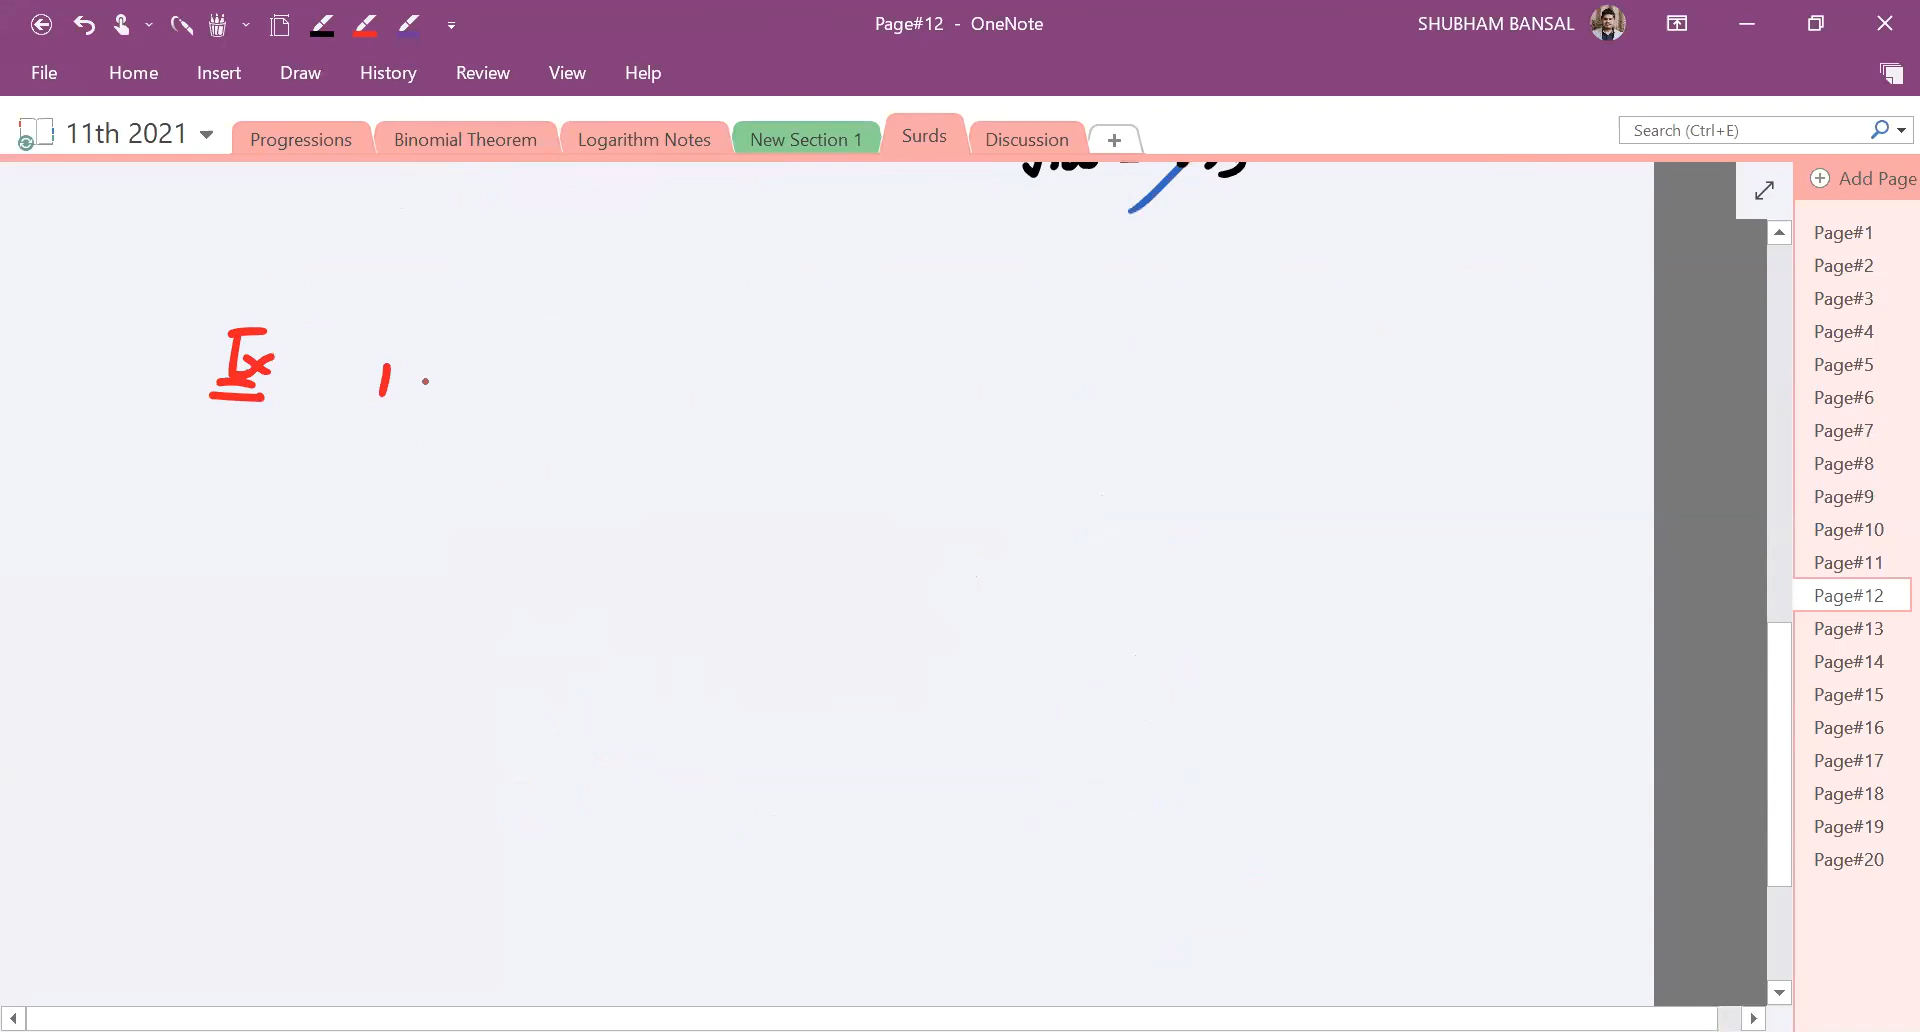 Page#12 - OneNote
SHUBHAM BANSAL
File Home Insert Draw History Review View Help
11th 2021
Progressions
Binomial Theorem
Logarithm Notes
New Section 1
Surds
Discussion
Search (Ctrl+E)
Add Page
Page#1
Page#2
Page#3
Page#4
Page#5
Page#6
Page#7
Page#8
Page#9
Page#10
Page#11
Page#12
Page#13
Page#14
Page#15
Page#16
Page#17
Page#18
Page#19
Page#20
Ex 1